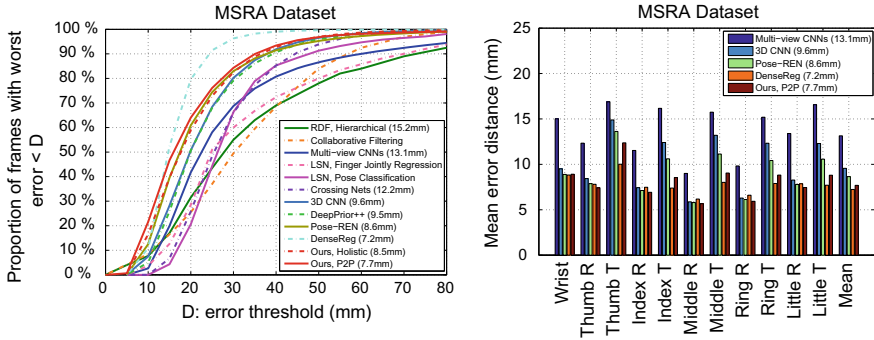 MSRA Dataset
Proportion of frames with worst
error < D
100 %
90 %
80 %
70 %
60 %
50 %
40 %
30 %
20 %
10 %
0 %
RDF, Hierarchical (15.2mm)
Collaborative Filtering
Multi−view CNNs (13.1mm)
LSN, Finger Jointly Regression
LSN, Pose Classification
Crossing Nets (12.2mm)
3D CNN (9.6mm)
DeepPrior++ (9.5mm)
Pose−REN (8.6mm)
DenseReg (7.2mm)
Ours, Holistic (8.5mm)
Ours, P2P (7.7mm)
0 10 20 30 40 50 60 70 80
D: error threshold (mm)
MSRA Dataset
Mean error distance (mm)
25
20
15
10
5
0
Multi−view CNNs (13.1mm)
3D CNN (9.6mm)
Pose−REN (8.6mm)
DenseReg (7.2mm)
Ours, P2P (7.7mm)
Wrist
Thumb R
Thumb T
Index R
Index T
Middle R
Middle T
Ring R
Ring T
Little R
Little T
Mean